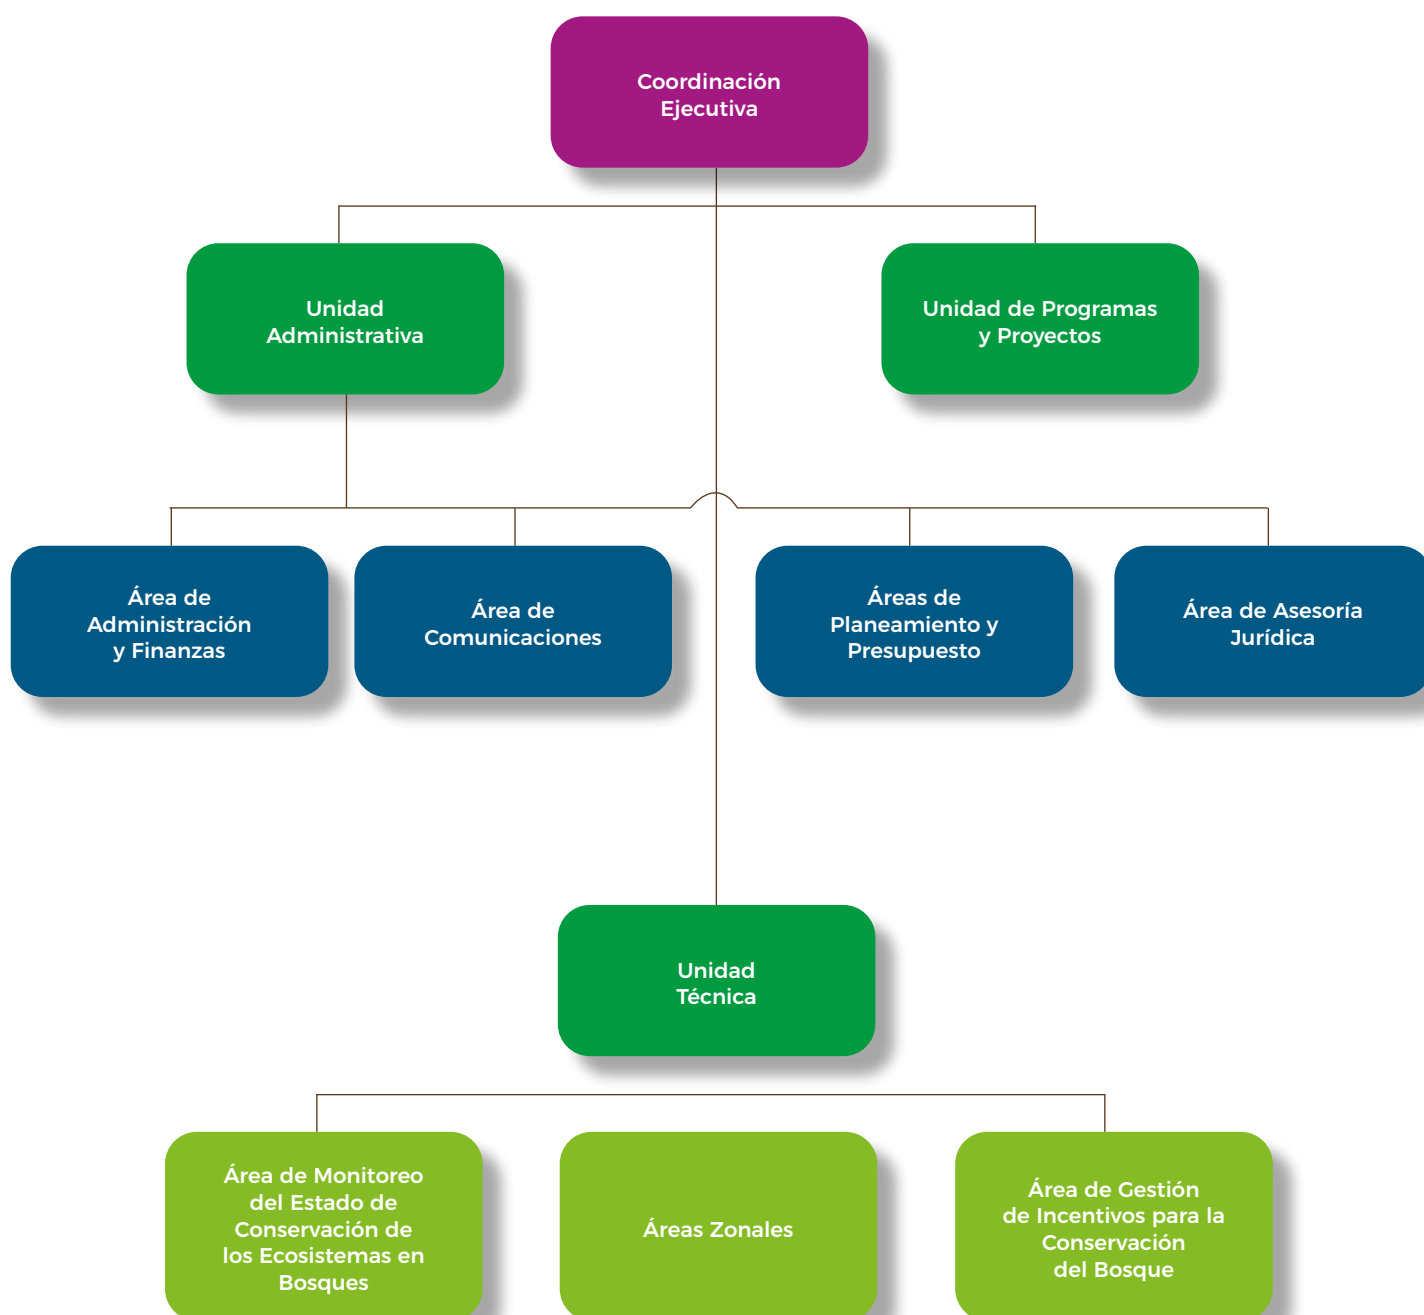 Coordinación
Ejecutiva
Unidad
Administrativa
Unidad de Programas
y Proyectos
Área de
Administración
y Finanzas
Área de
Comunicaciones
Áreas de
Planeamiento y
Presupuesto
Área de Asesoría
Jurídica
Unidad
Técnica
Área de Monitoreo
del Estado de
Conservación de
los Ecosistemas en
Bosques
Áreas Zonales
Área de Gestión
de Incentivos para la
Conservación
del Bosque